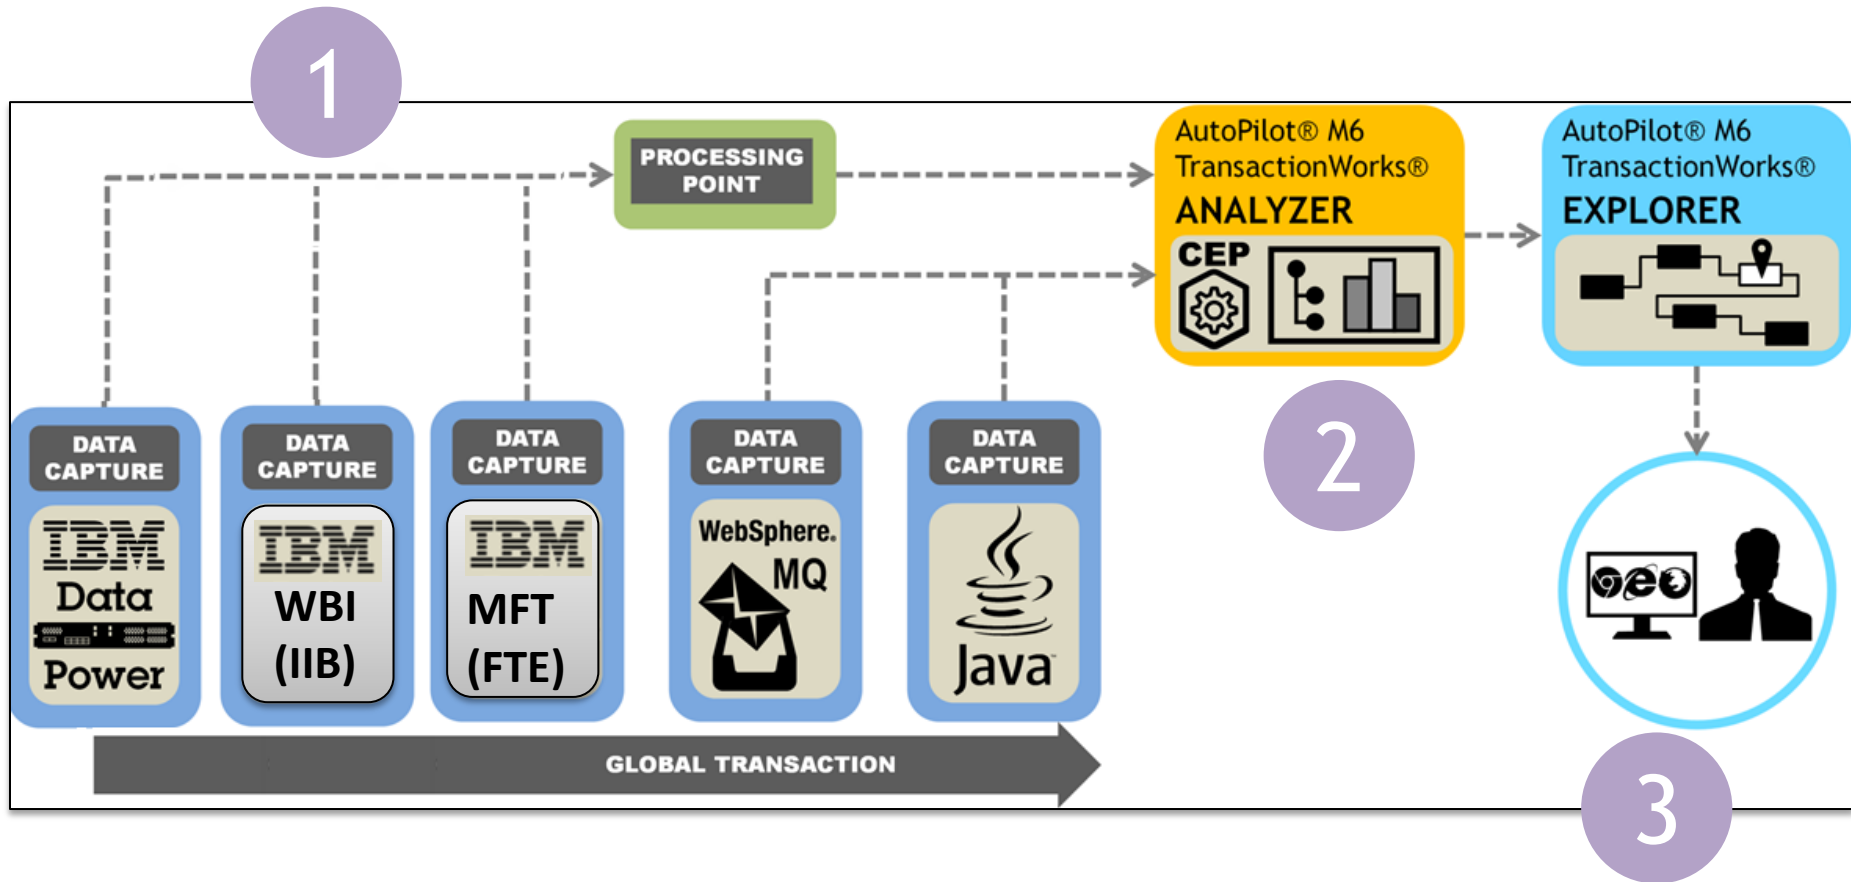 1
PROCESSING
POINT
AutoPilot® M6
TransactionWorks®
ANALYZER
CEP
AutoPilot® M6
TransactionWorks®
EXPLORER
DATA
CAPTURE
IBM
Data
Power
DATA
CAPTURE
IBM
WBI
(IIB)
DATA
CAPTURE
IBM
MFT
(FTE)
DATA
CAPTURE
WebSphere.
MQ
DATA
CAPTURE
Java™
2
GLOBAL TRANSACTION
3